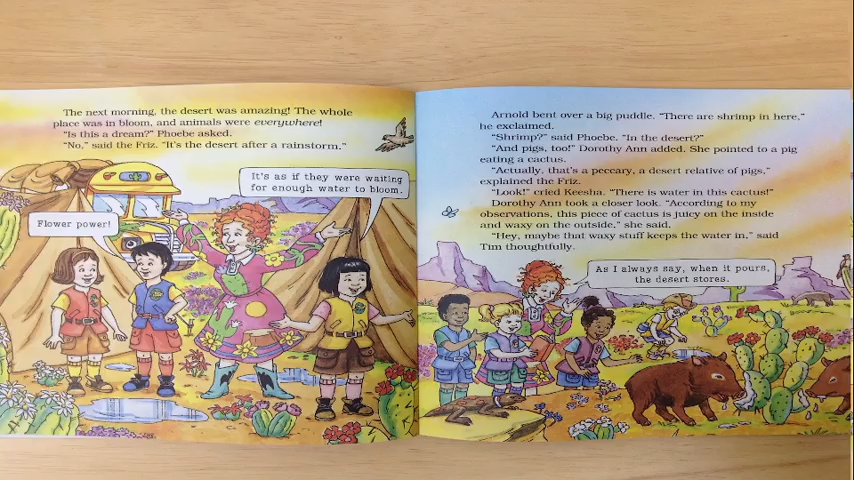 The next morning, the desert was amazing! The whole
place was in bloom, and animals were everywhere!
"Is this a dream?" Phoebe asked.
"No," said the Friz. "It's the desert after a rainstorm."
It's as if they were waiting
for enough water to bloom.
Flower power!
Arnold bent over a big puddle. "There are shrimp in here,"
he exclaimed.
"Shrimp?" said Phoebe. "In the desert?"
"And pigs, too!" Dorothy Ann added. She pointed to a pig
eating a cactus.
"Actually, that's a peccary, a desert relative of pigs,"
explained the Friz.
"Look!" cried Keesha. "There is water in this cactus!"
Dorothy Ann took a closer look. "According to my
observations, this piece of cactus is juicy on the inside
and waxy on the outside," she said.
"Hey, maybe that waxy stuff keeps the water in," said
Tim thoughtfully.
As I always say, when it pours,
the desert stores.